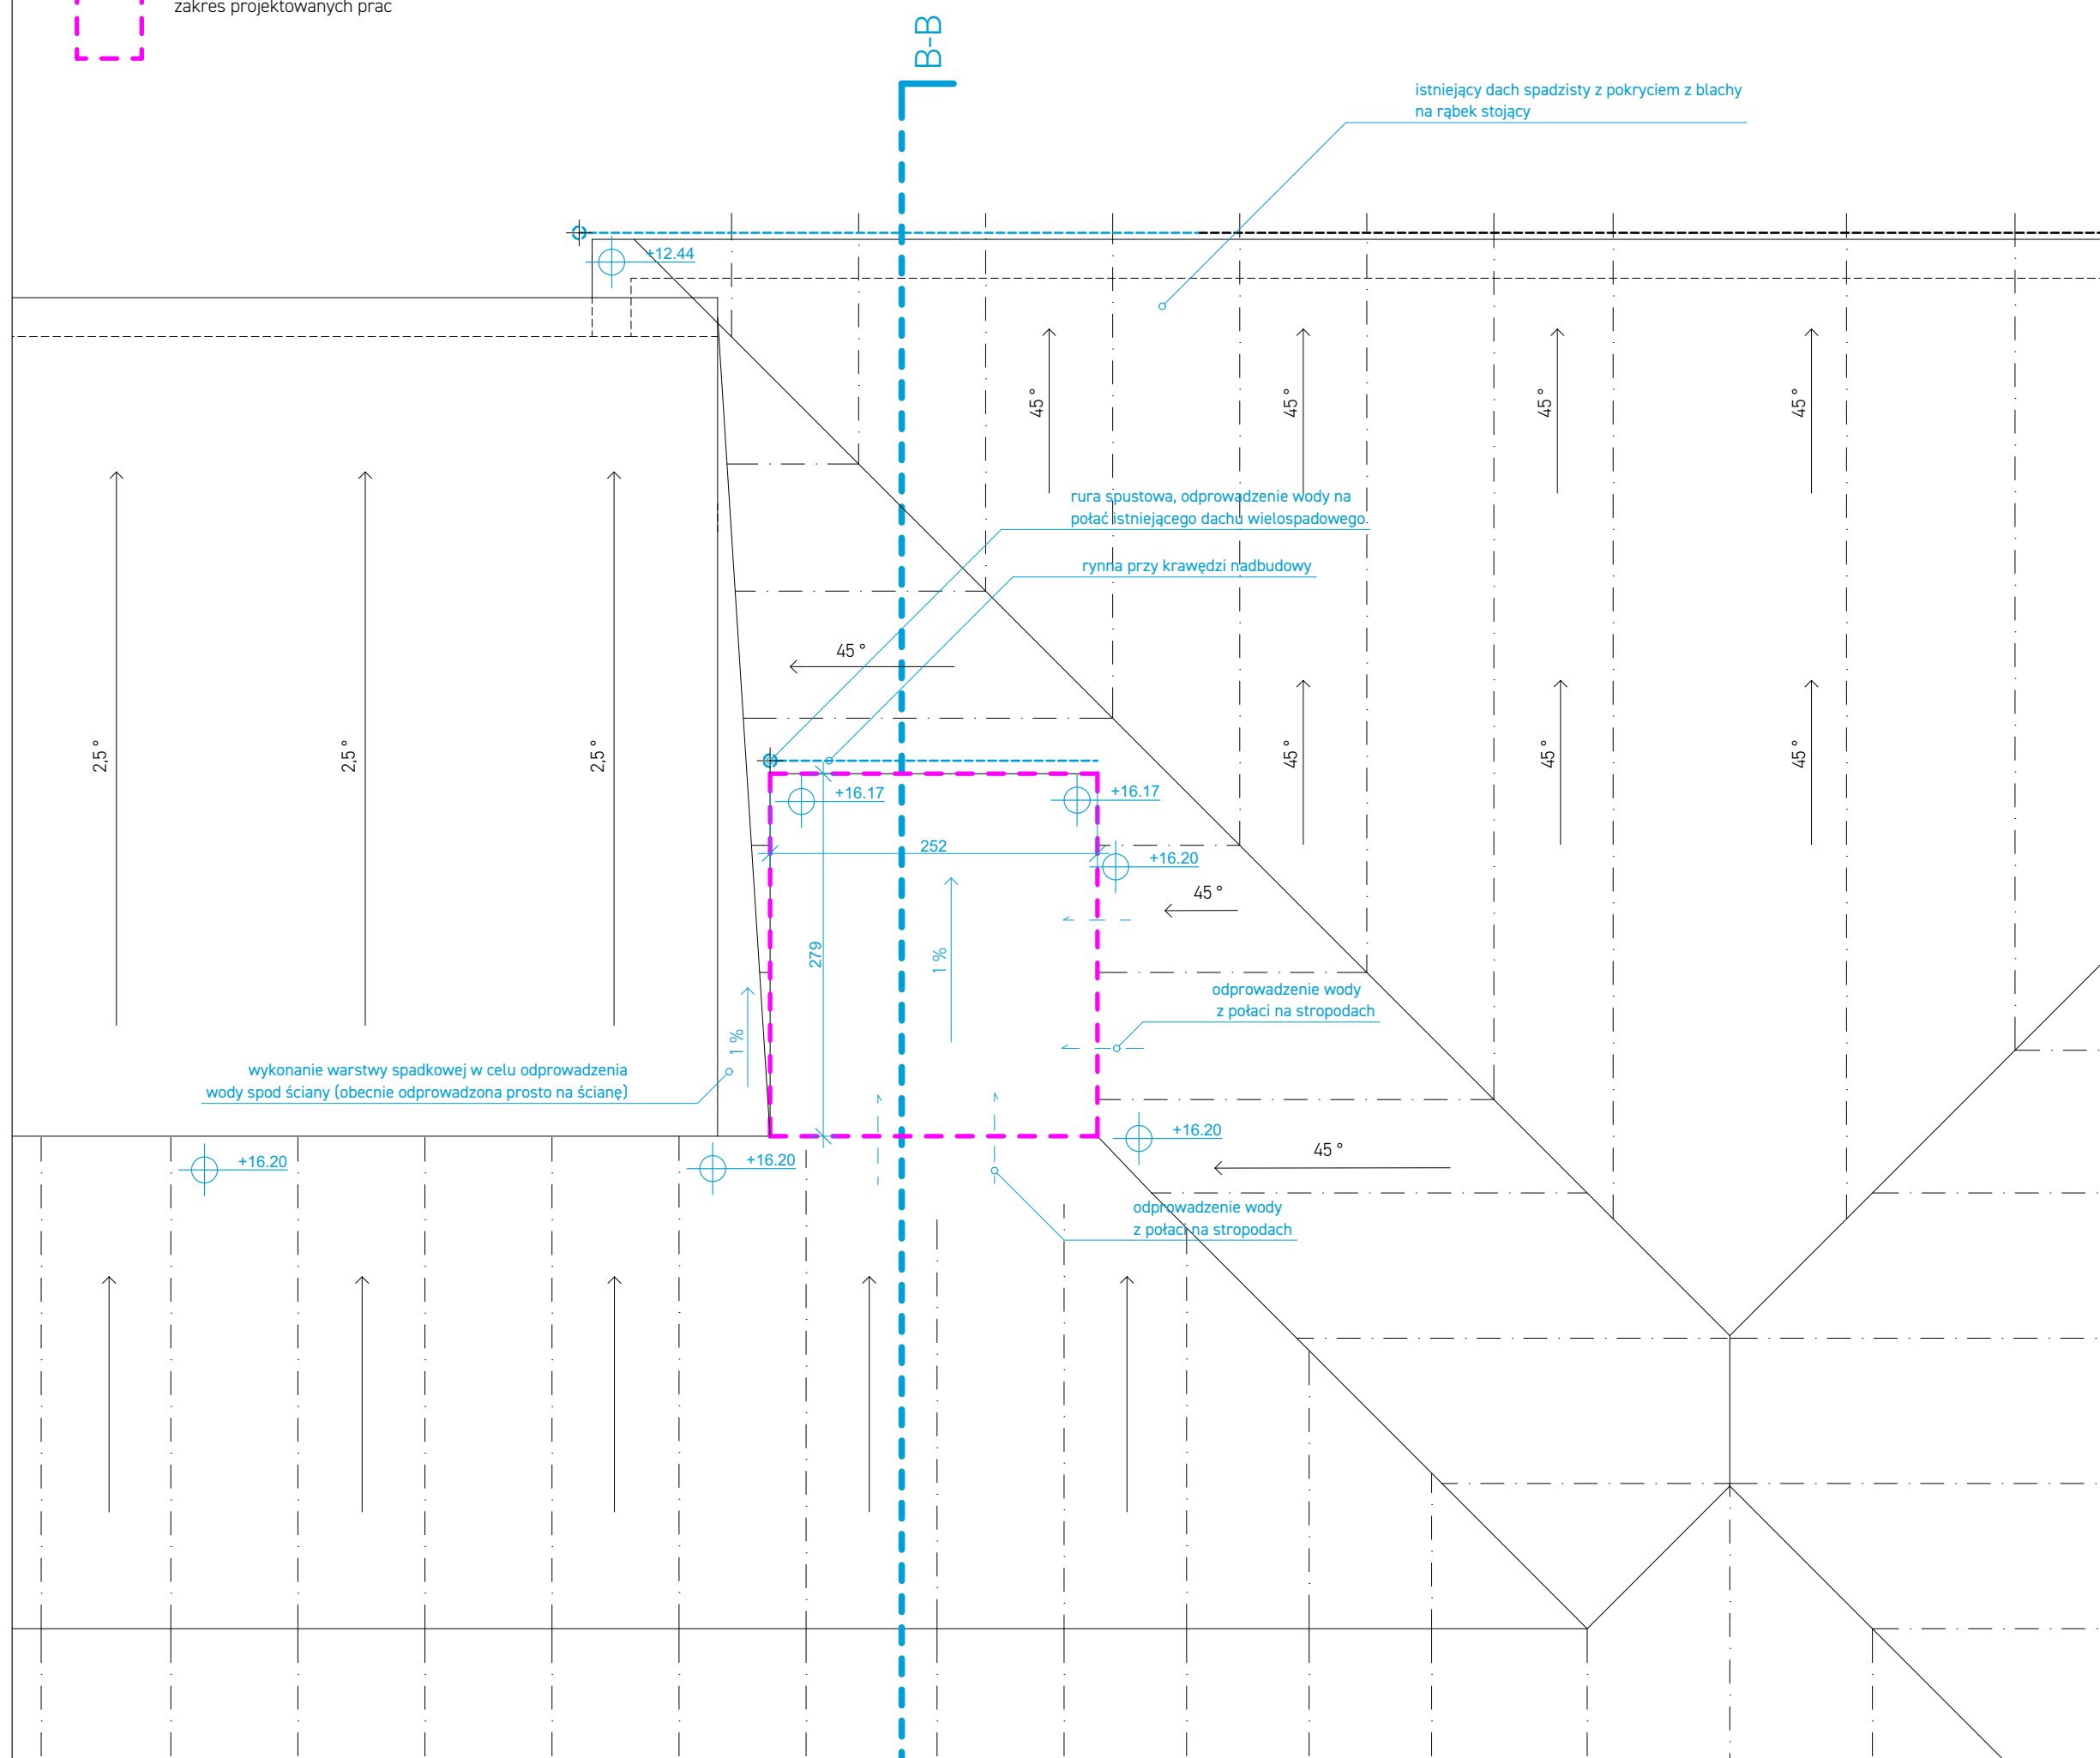 zakres projektowanych prac
B-B
istniejący dach spadzisty z pokryciem z blachy
na rąbek stojący
+12.44
45 °
45 °
45 °
45 °
rura spustowa, odprowadzenie wody na
połać istniejącego dachu wielospadowego.
rynna przy krawędzi nadbudowy
45 °
2,5 °
2,5 °
2,5 °
45 °
45 °
45 °
+16.17
+16.17
252
+16.20
45 °
279
1 %
odprowadzenie wody
z połaci na stropodach
1 %
wykonanie warstwy spadkowej w celu odprowadzenia
wody spod ściany (obecnie odprowadzona prosto na ścianę)
+16.20
+16.20
+16.20
45 °
odprowadzenie wody
z połaci na stropodach